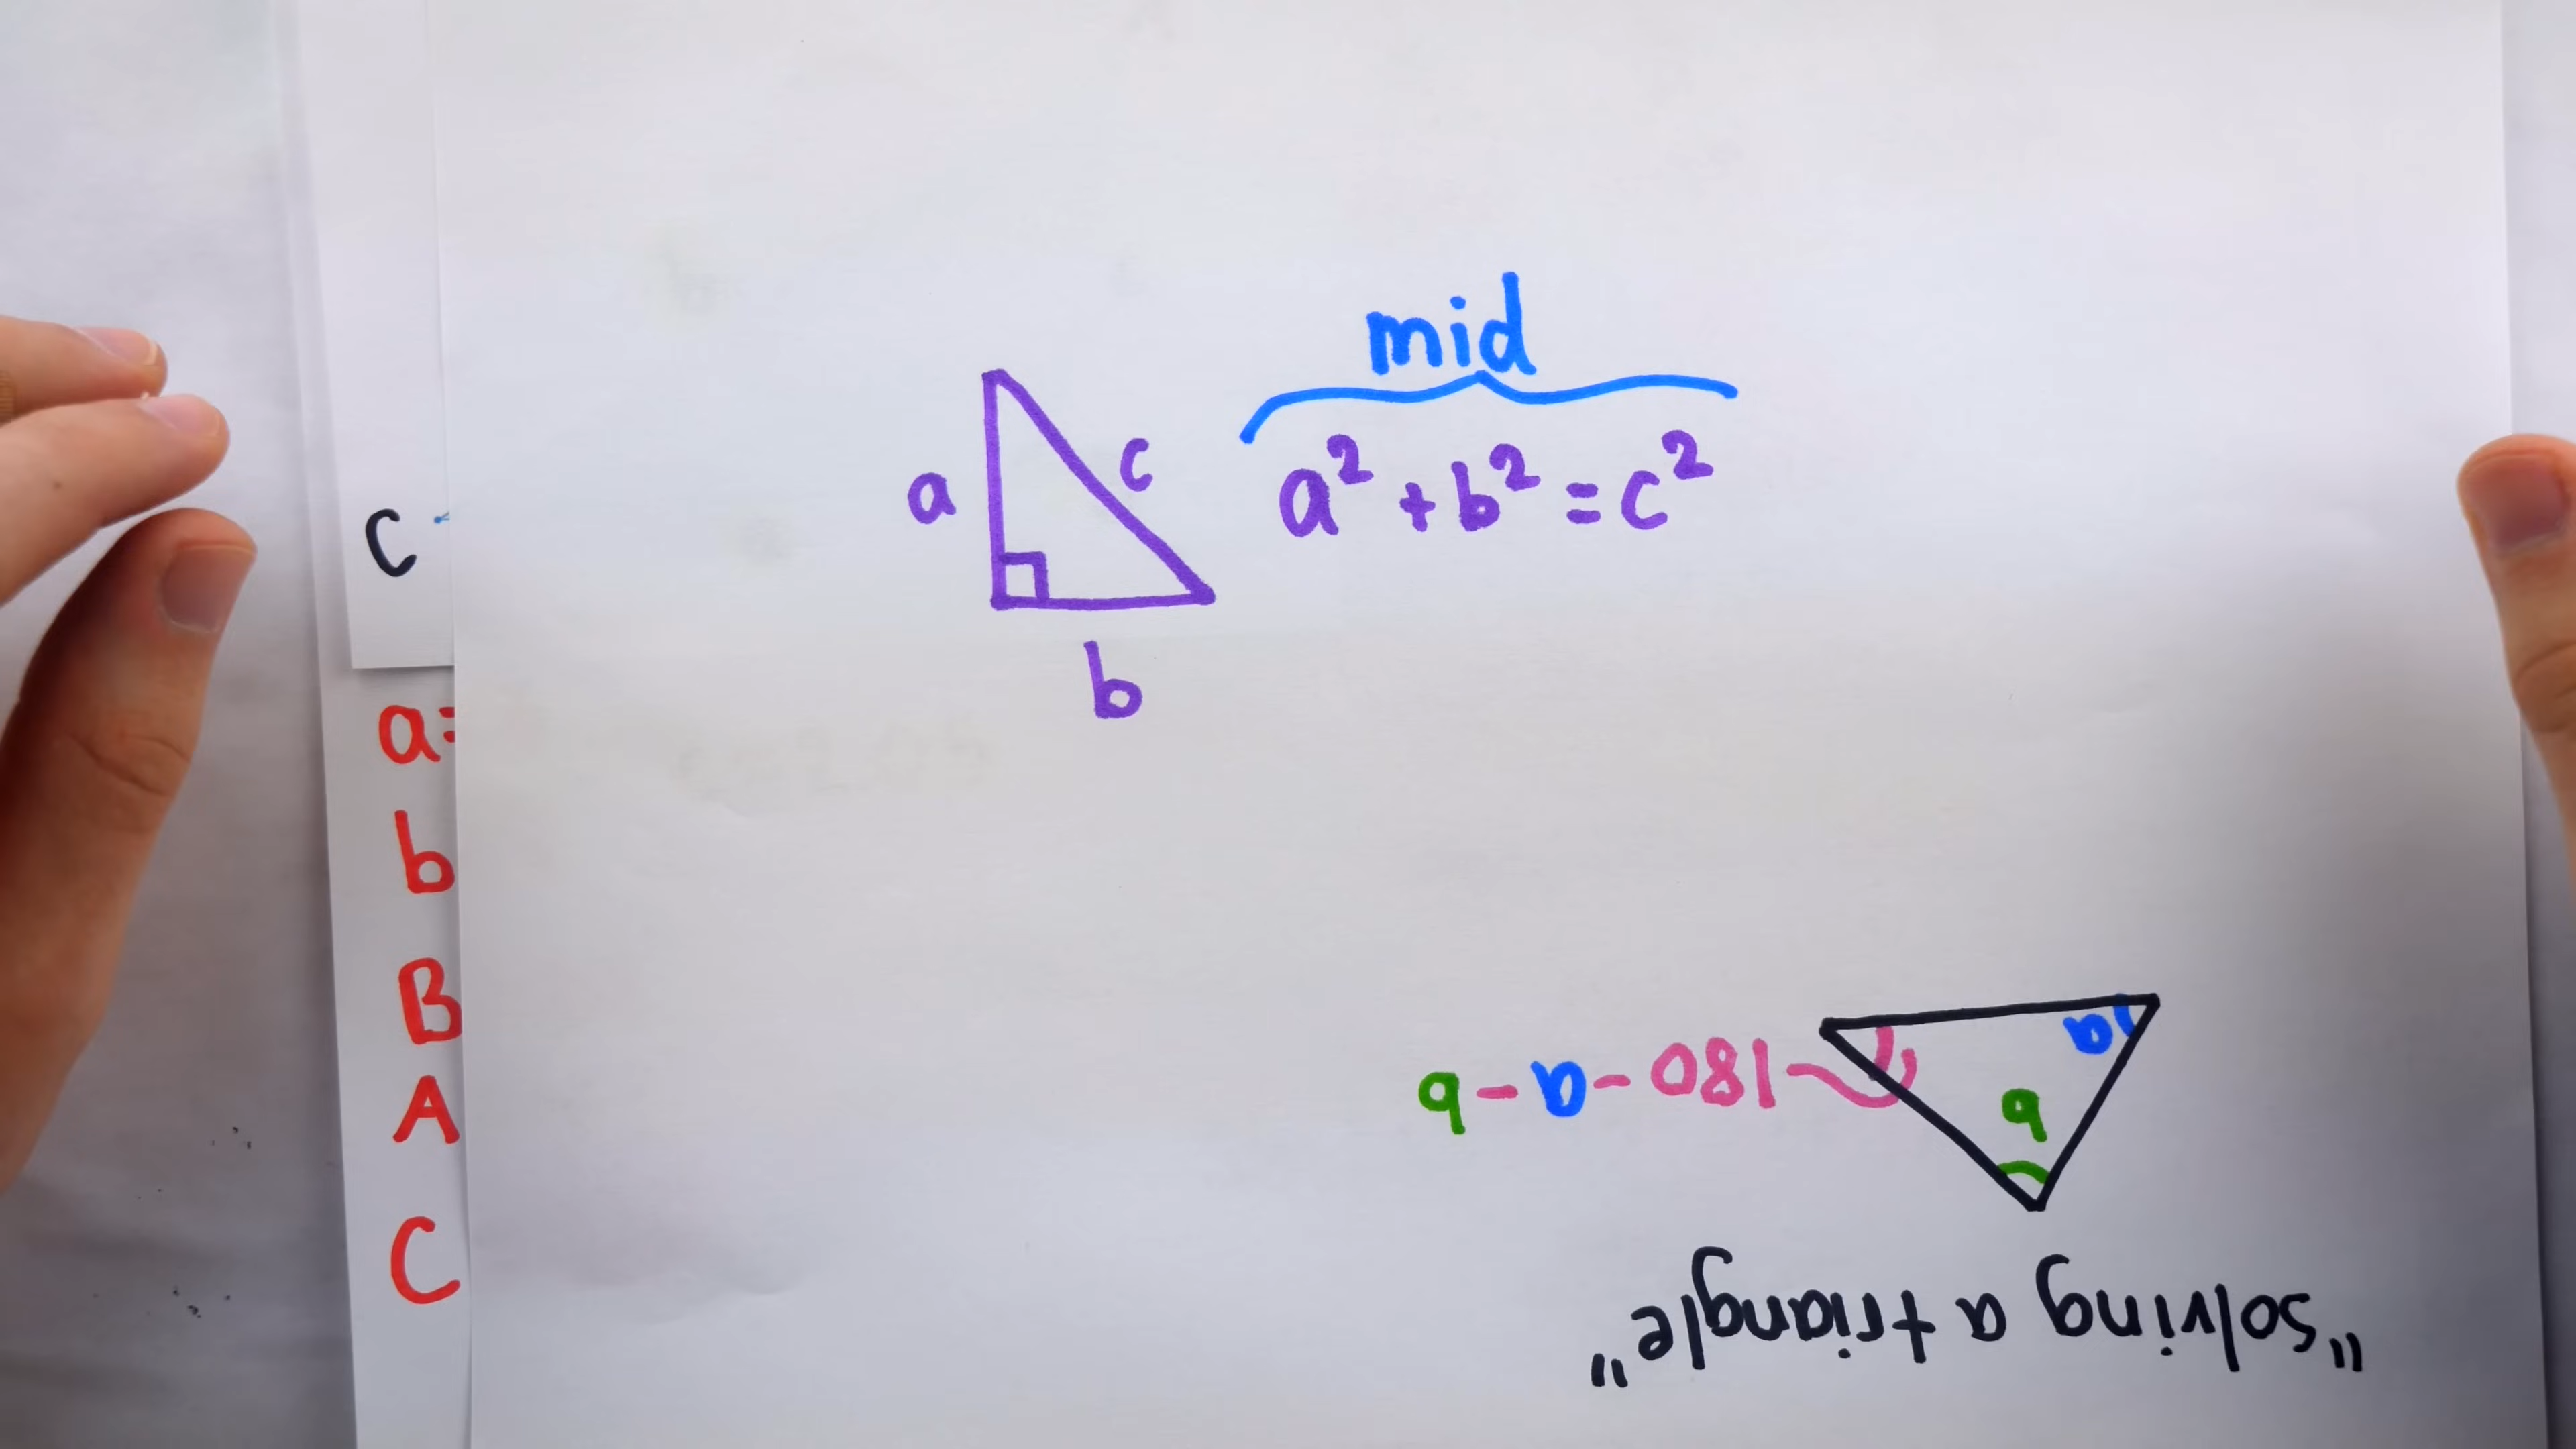 mid
a² + b² = c²
a
c
b
c
a=
b
B
A
C
"solving a triangle"
a
b
180-a-b